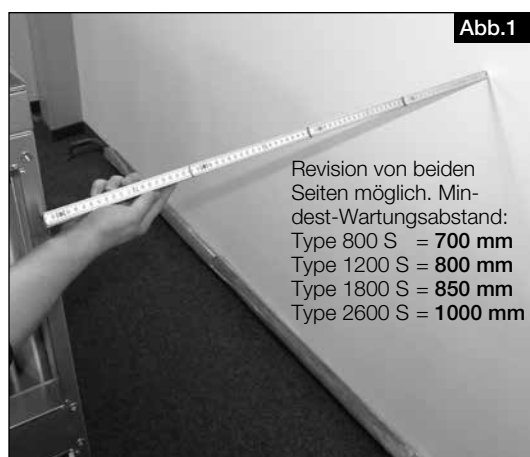 Abb.1
Revision von beiden
Seiten möglich. Min-
dest-Wartungsabstand:
Type 800 S = 700 mm
Type 1200 S = 800 mm
Type 1800 S = 850 mm
Type 2600 S = 1000 mm